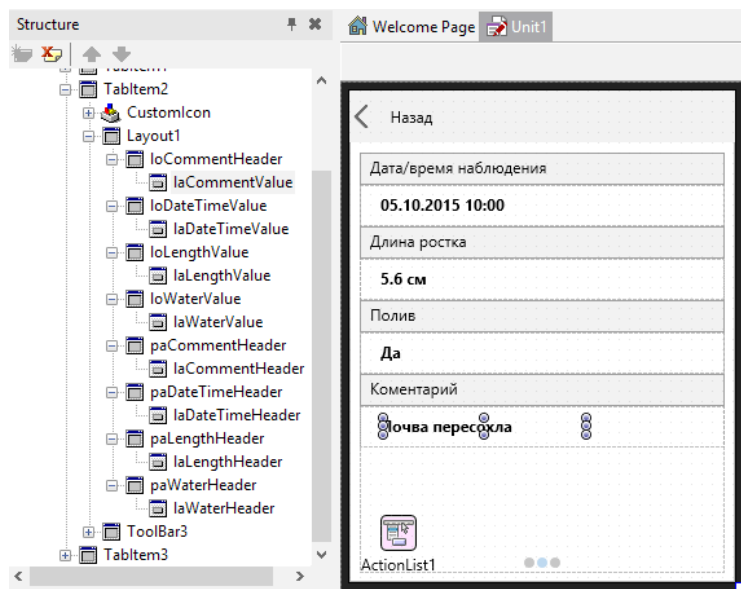 Structure
Welcome Page
Unit1
TabItem1
TabItem2
CustomIcon
Layout1
loCommentHeader
laCommentValue
loDateTimeValue
laDateTimeValue
loLengthValue
laLengthValue
loWaterValue
laWaterValue
paCommentHeader
laCommentHeader
paDateTimeHeader
laDateTimeHeader
paLengthHeader
laLengthHeader
paWaterHeader
laWaterHeader
ToolBar3
TabItem3
Назад
Дата/время наблюдения
05.10.2015 10:00
Длина ростка
5.6 см
Полив
Да
Коментарий
Почва пересохла
ActionList1